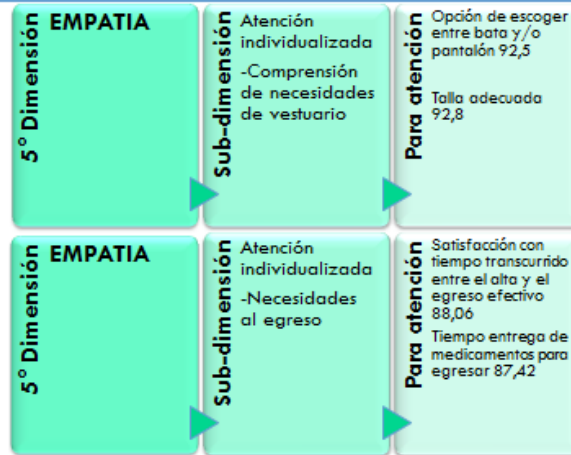 5° Dimensión
EMPATIA
Sub-dimensión
Atención
individualizada
-Comprensión
de necesidades
de vestuario
Para atención
Opción de escoger
entre bata y/o
pantalón 92,5
Talla adecuada
92,8
5° Dimensión
EMPATIA
Sub-dimensión
Atención
individualizada
-Necesidades
al egreso
Para atención
Satisfacción con
tiempo transcurrido
entre el alta y el
egreso efectivo
88,06
Tiempo entrega de
medicamentos para
egresar 87,42